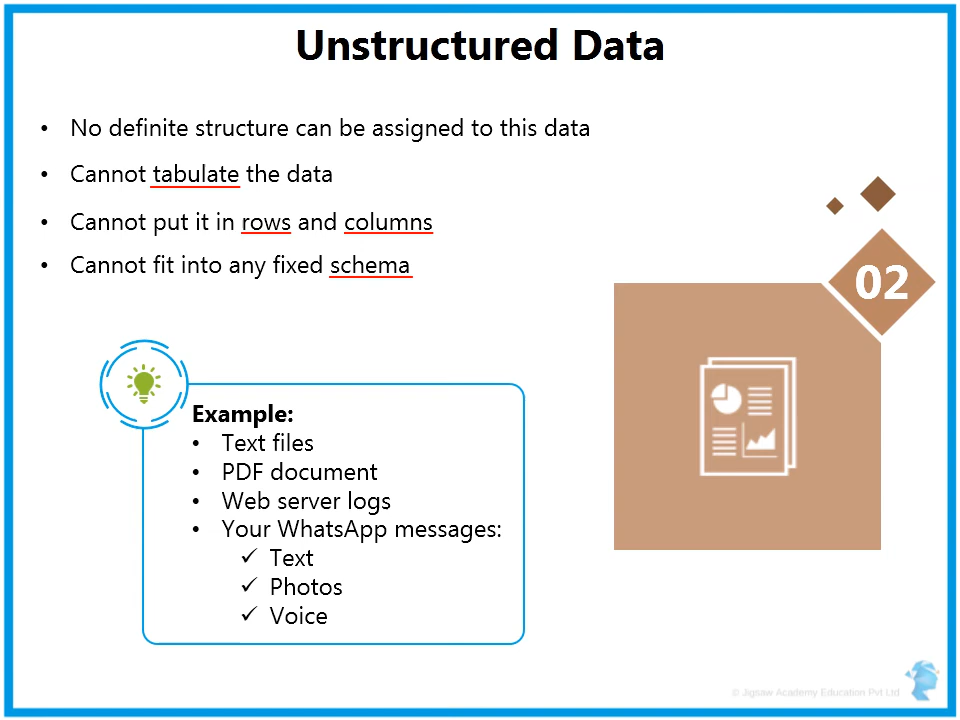 Unstructured Data
• No definite structure can be assigned to this data
• Cannot tabulate the data
• Cannot put it in rows and columns
• Cannot fit into any fixed schema
02
Example:
• Text files
• PDF document
• Web server logs
• Your WhatsApp messages:
✓ Text
✓ Photos
✓ Voice
© Jigsaw Academy Education Pvt Ltd